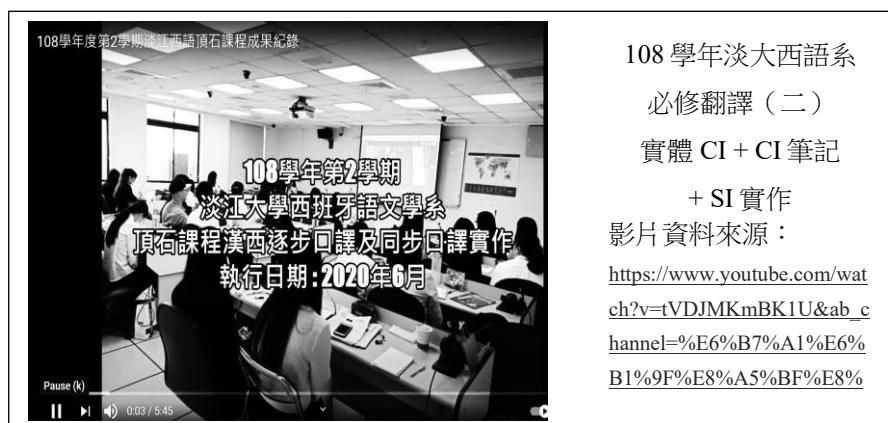 108學年度第2學期淡江西語頂石課程成果紀錄
108學年第2學期
淡江大學西班牙語文學系
頂石課程漢西逐步口譯及同步口譯實作
執行日期:2020年6月
Pause (k)
0:03 / 5:45
108 學年淡大西語系
必修翻譯（二）
實體 CI + CI 筆記
+ SI 實作
影片資料來源：
https://www.youtube.com/wat
ch?v=tVDJMKmBK1U&ab_c
hannel=%E6%B7%A1%E6%
B1%9F%E8%A5%BF%E8%